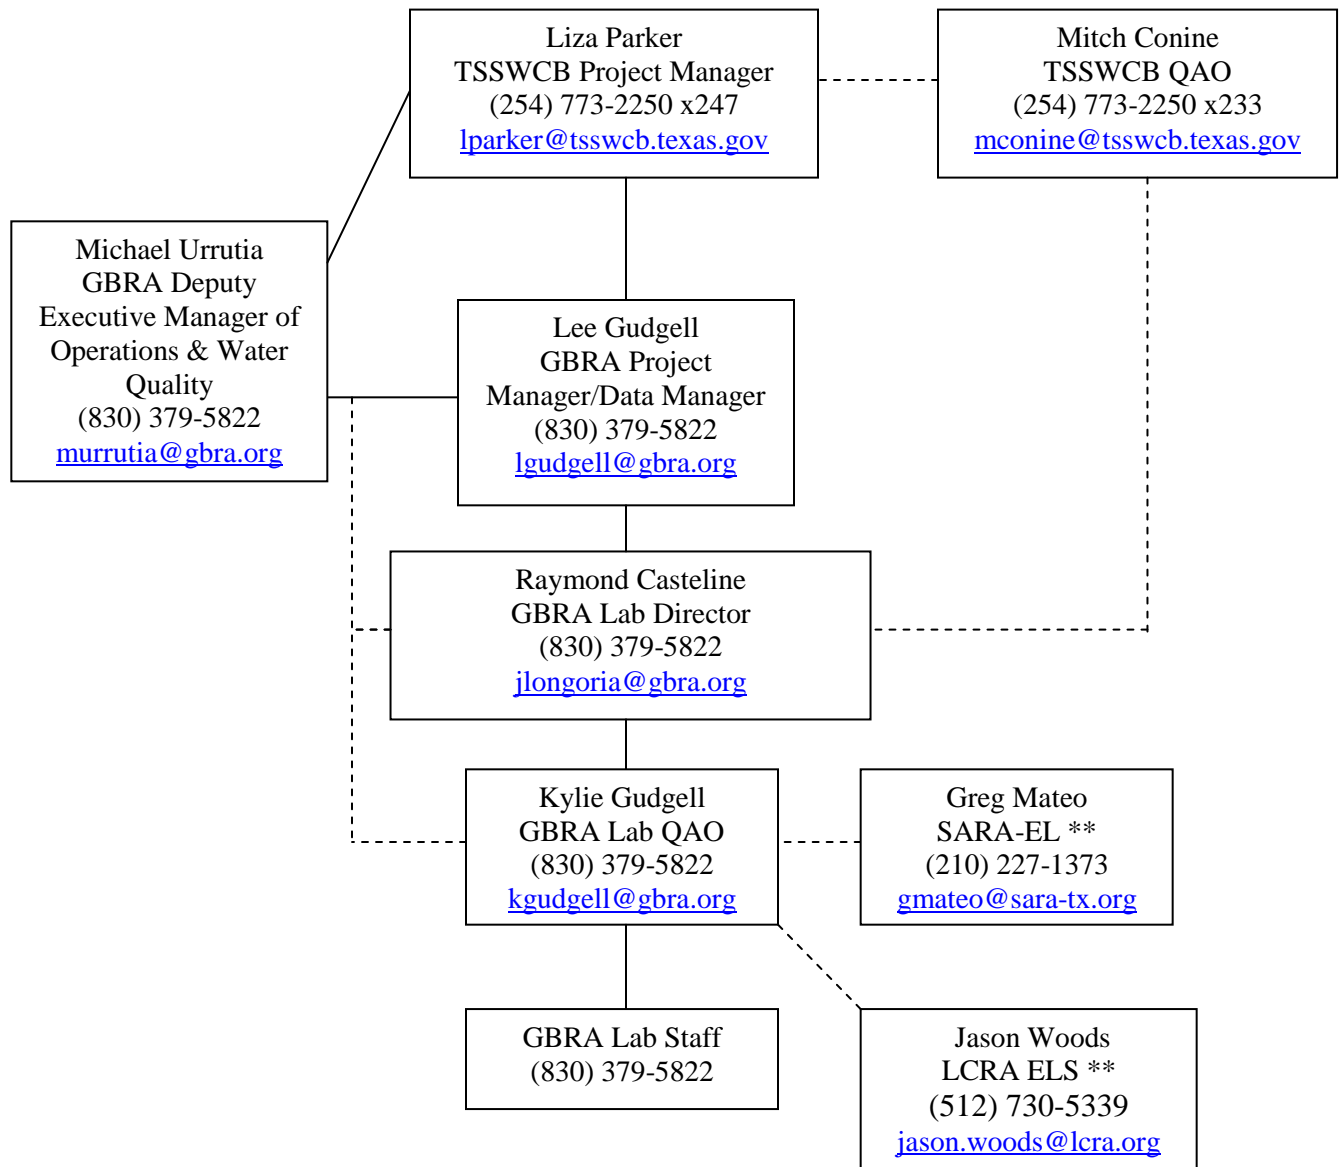 Liza Parker
TSSWCB Project Manager
(254) 773-2250 x247
lparker@tsswcb.texas.gov
Mitch Conine
TSSWCB QAO
(254) 773-2250 x233
mconine@tsswcb.texas.gov
Michael Urrutia
GBRA Deputy
Executive Manager of
Operations & Water
Quality
(830) 379-5822
murrutia@gbra.org
Lee Gudgell
GBRA Project
Manager/Data Manager
(830) 379-5822
lgudgell@gbra.org
Raymond Casteline
GBRA Lab Director
(830) 379-5822
jlongoria@gbra.org
Kylie Gudgell
GBRA Lab QAO
(830) 379-5822
kgudgell@gbra.org
Greg Mateo
SARA-EL **
(210) 227-1373
gmateo@sara-tx.org
GBRA Lab Staff
(830) 379-5822
Jason Woods
LCRA ELS **
(512) 730-5339
jason.woods@lcra.org